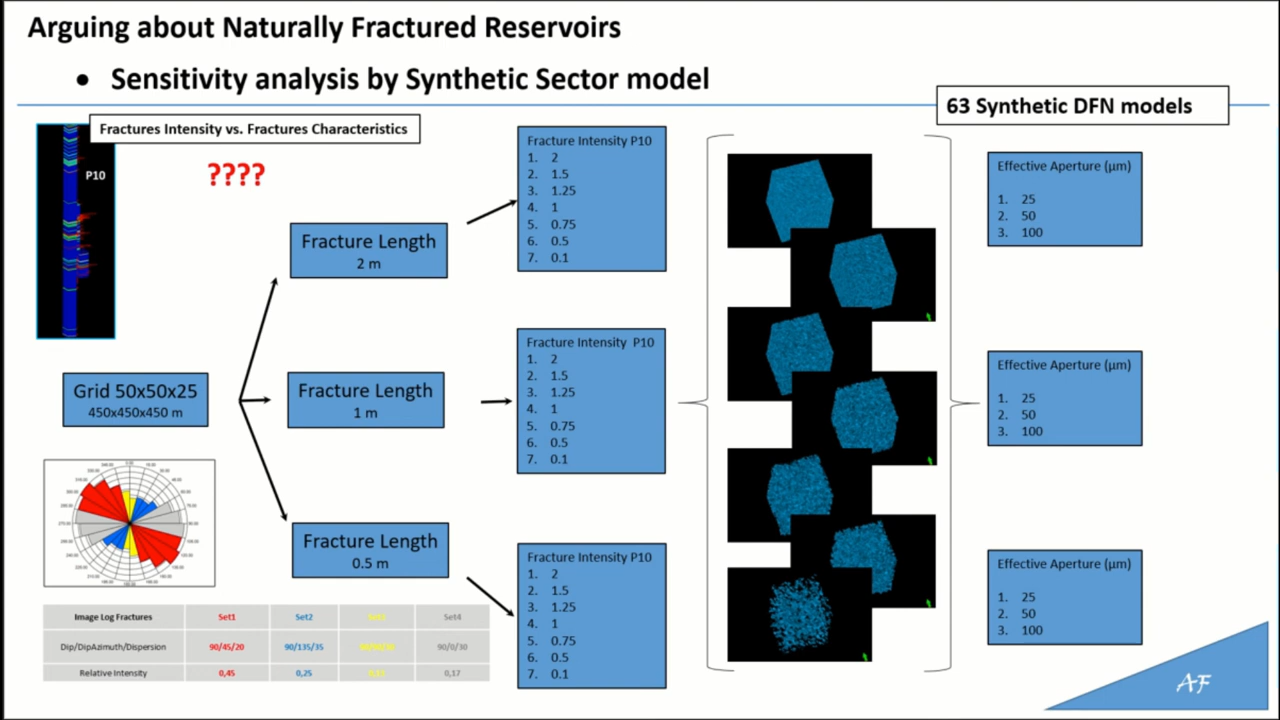 Arguing about Naturally Fractured Reservoirs
• Sensitivity analysis by Synthetic Sector model
63 Synthetic DFN models
Fractures Intensity vs. Fractures Characteristics
P10
????
Grid 50x50x25
450x450x450 m
Fracture Length
2 m
Fracture Length
1 m
Fracture Length
0.5 m
Fracture Intensity P10
1. 2
2. 1.5
3. 1.25
4. 1
5. 0.75
6. 0.5
7. 0.1
Fracture Intensity P10
1. 2
2. 1.5
3. 1.25
4. 1
5. 0.75
6. 0.5
7. 0.1
Fracture Intensity P10
1. 2
2. 1.5
3. 1.25
4. 1
5. 0.75
6. 0.5
7. 0.1
Effective Aperture (µm)
1. 25
2. 50
3. 100
Effective Aperture (µm)
1. 25
2. 50
3. 100
Effective Aperture (µm)
1. 25
2. 50
3. 100
Image Log Fractures Set1 Set2 Set4
Dip/DipAzimuth/Dispersion 90/45/20 90/135/35 90/0/30
Relative Intensity 0,45 0,25 0,17
AF